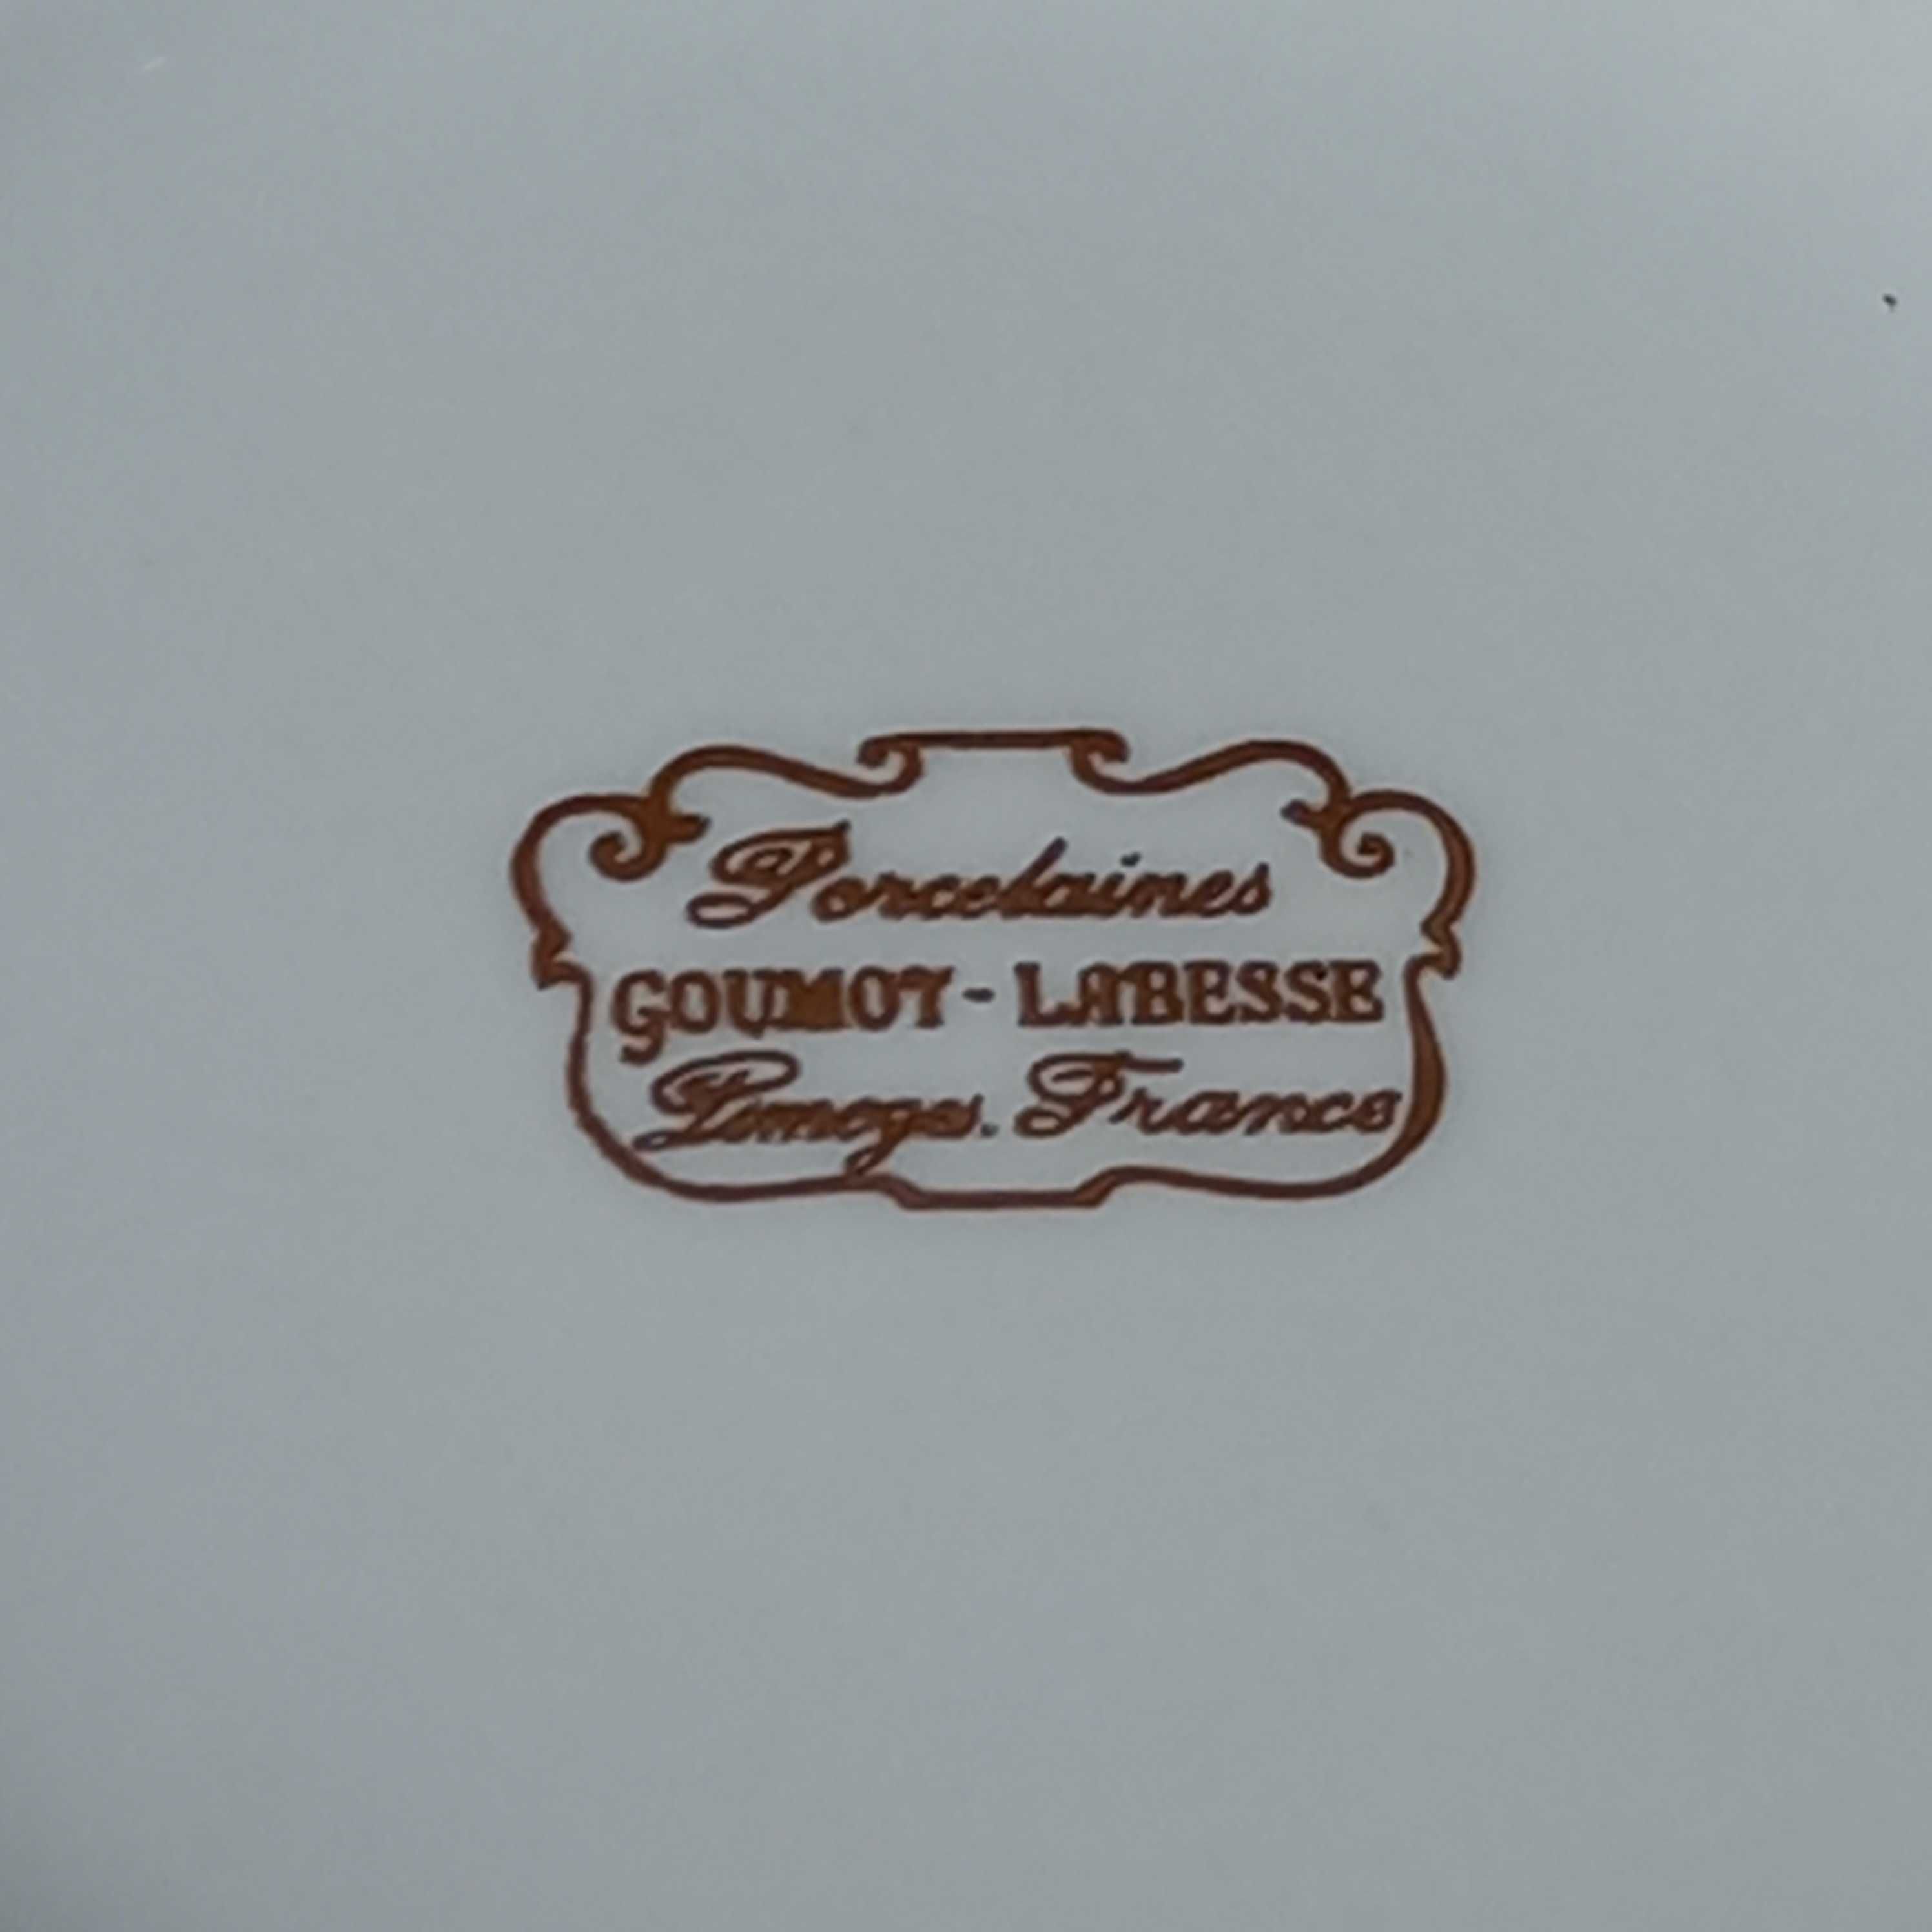 Porcelaines
GOUMOT - LABESSE
Limoges. France